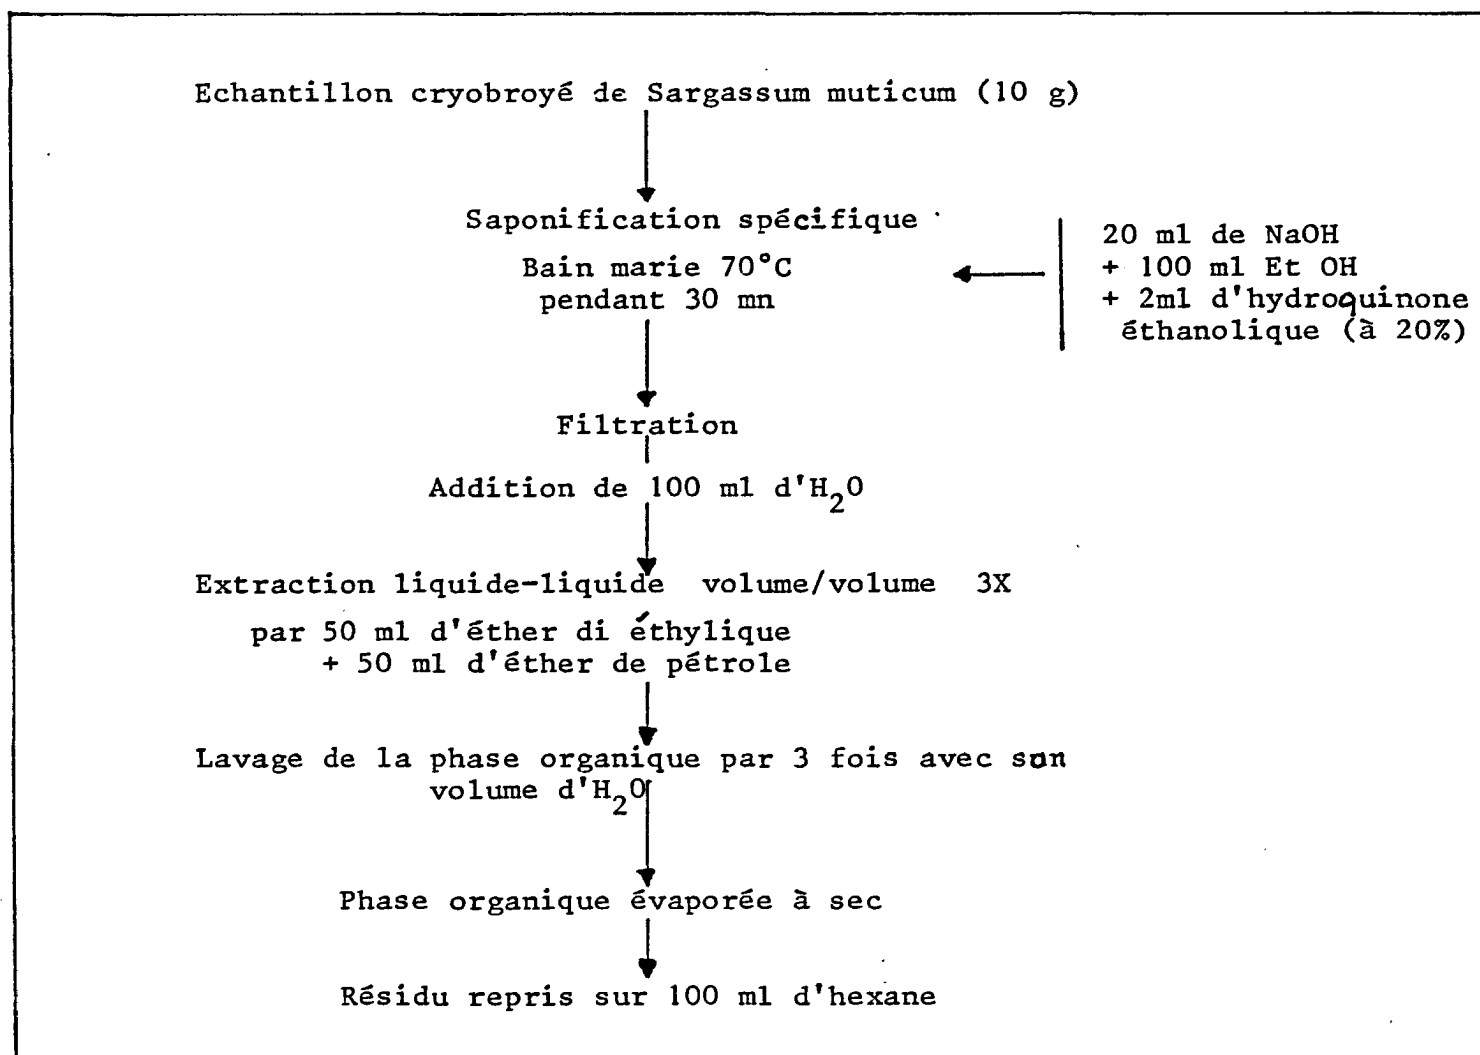 Echantillon cryobroyé de Sargassum muticum (10 g)
Saponification spécifique
Bain marie 70°C
pendant 30 mn
20 ml de NaOH
+ 100 ml Et OH
+ 2ml d'hydroquinone
éthanolique (à 20%)
Filtration
Addition de 100 ml d'H₂O
Extraction liquide-liquide volume/volume 3X
par 50 ml d'éther di éthylique
+ 50 ml d'éther de pétrole
Lavage de la phase organique par 3 fois avec son
volume d'H₂O
Phase organique évaporée à sec
Résidu repris sur 100 ml d'hexane